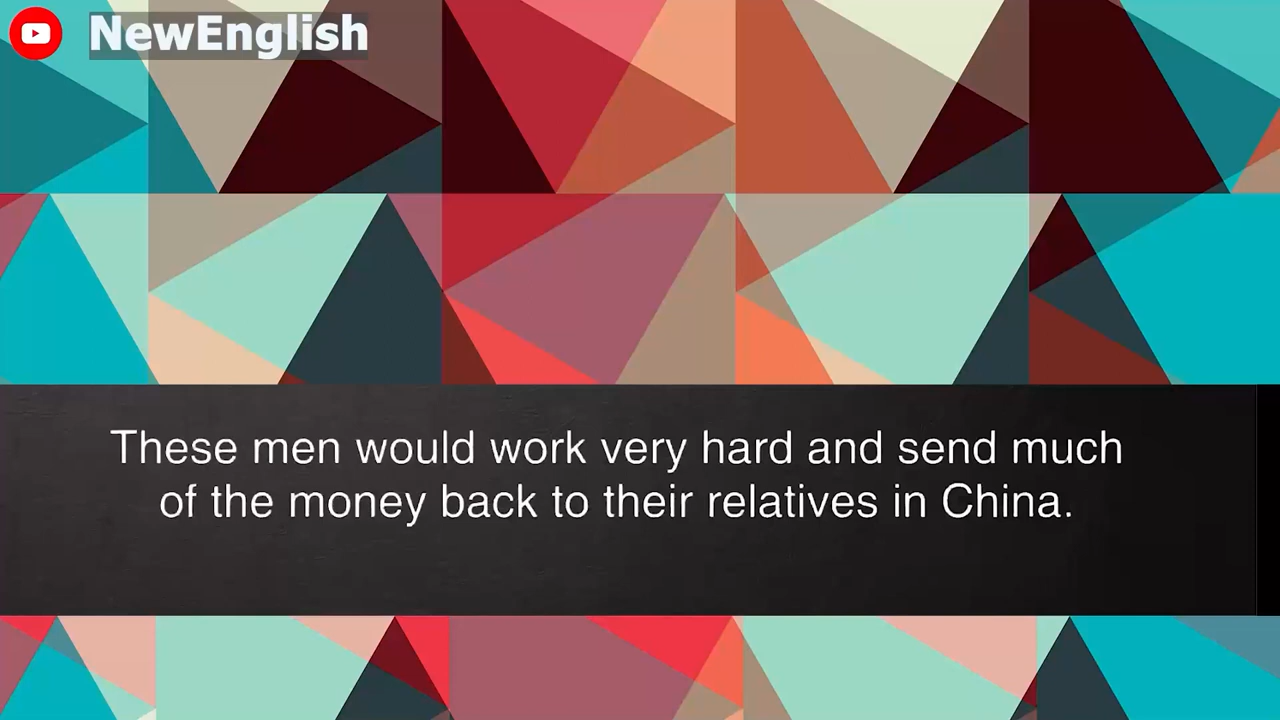 NewEnglish
These men would work very hard and send much
of the money back to their relatives in China.